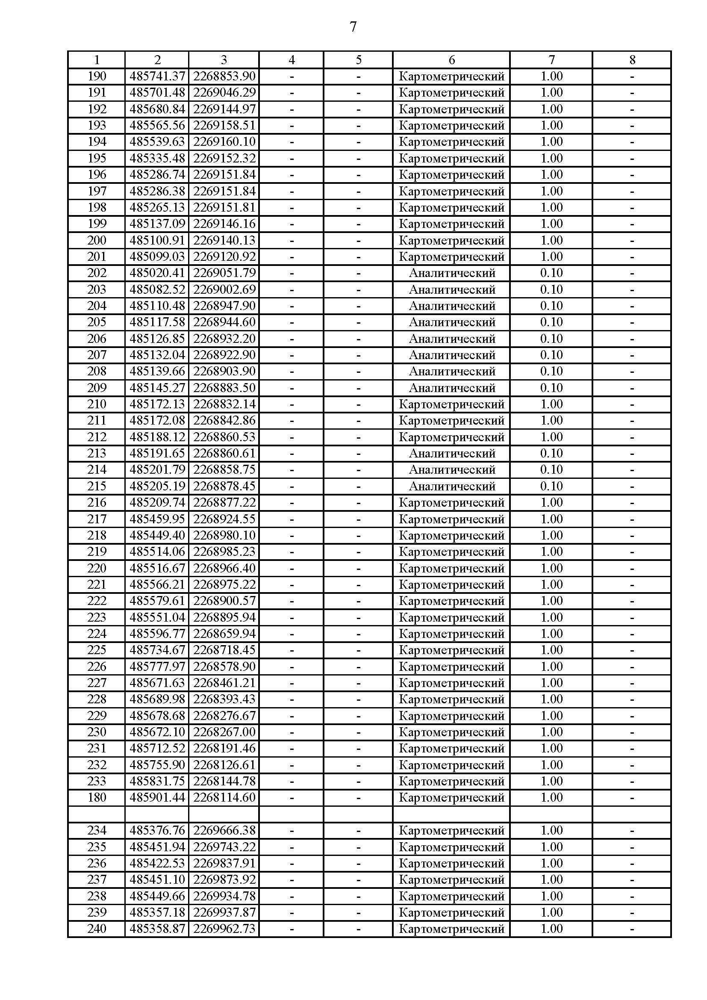 7
1 2 3 4 5 6 7 8
190 485741.37 2268853.90 - - Картометрический 1.00 -
191 485701.48 2269046.29 - - Картометрический 1.00 -
192 485680.84 2269144.97 - - Картометрический 1.00 -
193 485565.56 2269158.51 - - Картометрический 1.00 -
194 485539.63 2269160.10 - - Картометрический 1.00 -
195 485335.48 2269152.32 - - Картометрический 1.00 -
196 485286.74 2269151.84 - - Картометрический 1.00 -
197 485286.38 2269151.84 - - Картометрический 1.00 -
198 485265.13 2269151.81 - - Картометрический 1.00 -
199 485137.09 2269146.16 - - Картометрический 1.00 -
200 485100.91 2269140.13 - - Картометрический 1.00 -
201 485099.03 2269120.92 - - Картометрический 1.00 -
202 485020.41 2269051.79 - - Аналитический 0.10 -
203 485082.52 2269002.69 - - Аналитический 0.10 -
204 485110.48 2268947.90 - - Аналитический 0.10 -
205 485117.58 2268944.60 - - Аналитический 0.10 -
206 485126.85 2268932.20 - - Аналитический 0.10 -
207 485132.04 2268922.90 - - Аналитический 0.10 -
208 485139.66 2268903.90 - - Аналитический 0.10 -
209 485145.27 2268883.50 - - Аналитический 0.10 -
210 485172.13 2268832.14 - - Картометрический 1.00 -
211 485172.08 2268842.86 - - Картометрический 1.00 -
212 485188.12 2268860.53 - - Картометрический 1.00 -
213 485191.65 2268860.61 - - Аналитический 0.10 -
214 485201.79 2268858.75 - - Аналитический 0.10 -
215 485205.19 2268878.45 - - Аналитический 0.10 -
216 485209.74 2268877.22 - - Картометрический 1.00 -
217 485459.95 2268924.55 - - Картометрический 1.00 -
218 485449.40 2268980.10 - - Картометрический 1.00 -
219 485514.06 2268985.23 - - Картометрический 1.00 -
220 485516.67 2268966.40 - - Картометрический 1.00 -
221 485566.21 2268975.22 - - Картометрический 1.00 -
222 485579.61 2268900.57 - - Картометрический 1.00 -
223 485551.04 2268895.94 - - Картометрический 1.00 -
224 485596.77 2268659.94 - - Картометрический 1.00 -
225 485734.67 2268718.45 - - Картометрический 1.00 -
226 485777.97 2268578.90 - - Картометрический 1.00 -
227 485671.63 2268461.21 - - Картометрический 1.00 -
228 485689.98 2268393.43 - - Картометрический 1.00 -
229 485678.68 2268276.67 - - Картометрический 1.00 -
230 485672.10 2268267.00 - - Картометрический 1.00 -
231 485712.52 2268191.46 - - Картометрический 1.00 -
232 485755.90 2268126.61 - - Картометрический 1.00 -
233 485831.75 2268144.78 - - Картометрический 1.00 -
180 485901.44 2268114.60 - - Картометрический 1.00 -
234 485376.76 2269666.38 - - Картометрический 1.00 -
235 485451.94 2269743.22 - - Картометрический 1.00 -
236 485422.53 2269837.91 - - Картометрический 1.00 -
237 485451.10 2269873.92 - - Картометрический 1.00 -
238 485449.66 2269934.78 - - Картометрический 1.00 -
239 485357.18 2269937.87 - - Картометрический 1.00 -
240 485358.87 2269962.73 - - Картометрический 1.00 -